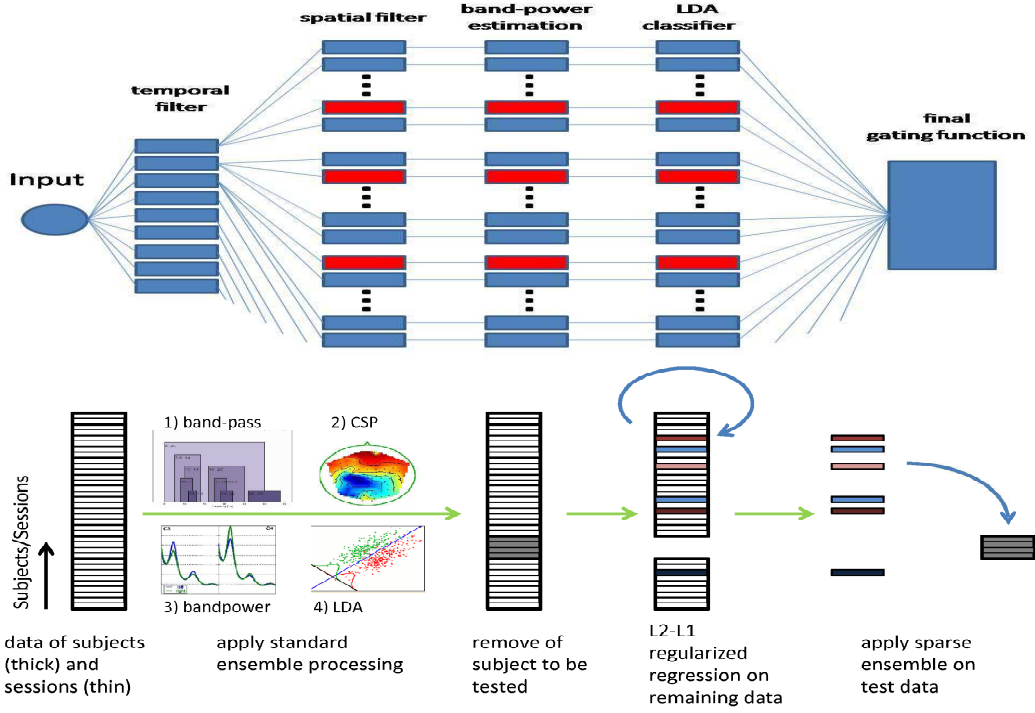 spatial filter
band-power
estimation
LDA
classifier
temporal
filter
final
gating function
Input
1) band-pass
2) CSP
3) bandpower
4) LDA
Subjects/Sessions
data of subjects
(thick) and
sessions (thin)
apply standard
ensemble processing
remove of
subject to be
tested
L2-L1
regularized
regression on
remaining data
apply sparse
ensemble on
test data